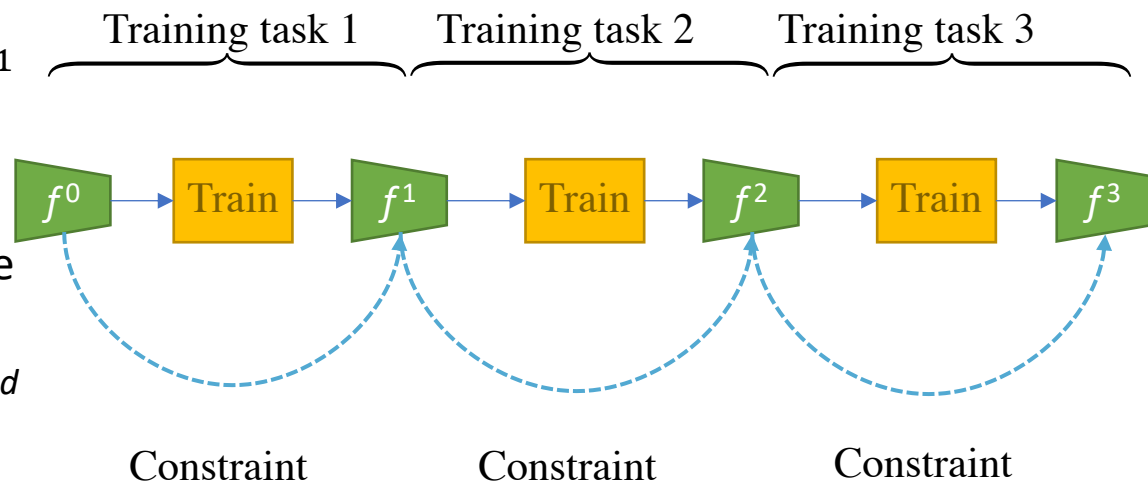 Training task 1 Training task 2 Training task 3
1
f⁰ Train f¹ Train f² Train f³
e
d
Constraint Constraint Constraint